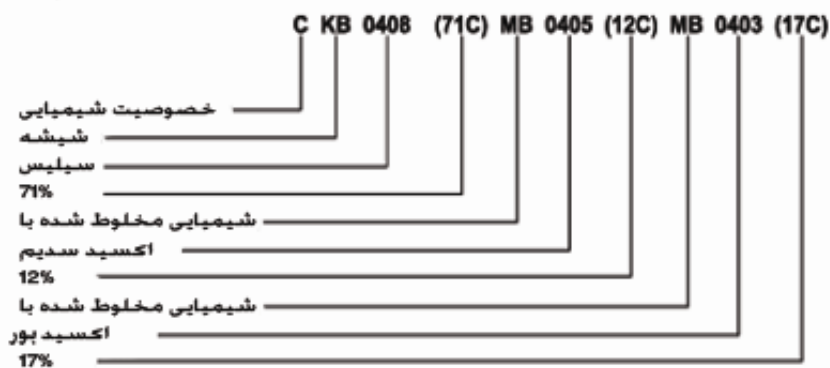 C KB 0408 (71C) MB 0405 (12C) MB 0403 (17C)
خصوصیت شیمیایی
شیشه
سیلیس
71%
شیمیایی مخلوط شده با
اکسید سدیم
12%
شیمیایی مخلوط شده با
اکسید بور
17%